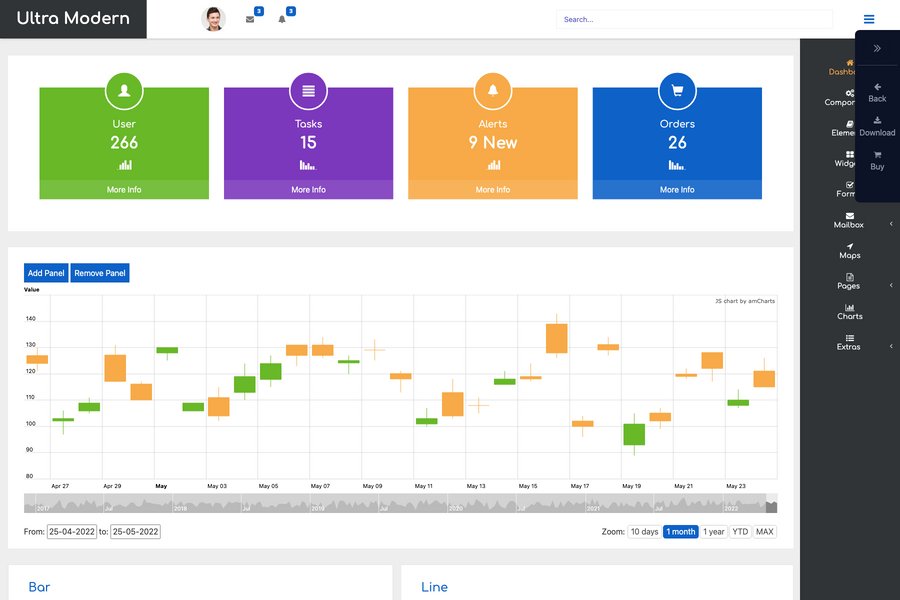 Ultra Modern
3
3
Search...
Back
Download
Buy
Dashbo
Compon
Eleme
Widg
Form
Mailbox
Maps
Pages
Charts
Extras
User
266
More Info
Tasks
15
More Info
Alerts
9 New
More Info
Orders
26
More Info
Add Panel Remove Panel
Value
JS chart by amCharts
140
130
120
110
100
90
80
Apr 27 Apr 29 May May 03 May 05 May 07 May 09 May 11 May 13 May 15 May 17 May 19 May 21 May 23
2017 Jul 2018 Jul 2019 Jul 2020 Jul 2021 Jul 2022
From: 25-04-2022 to: 25-05-2022
Zoom: 10 days 1 month 1 year YTD MAX
Bar
Line